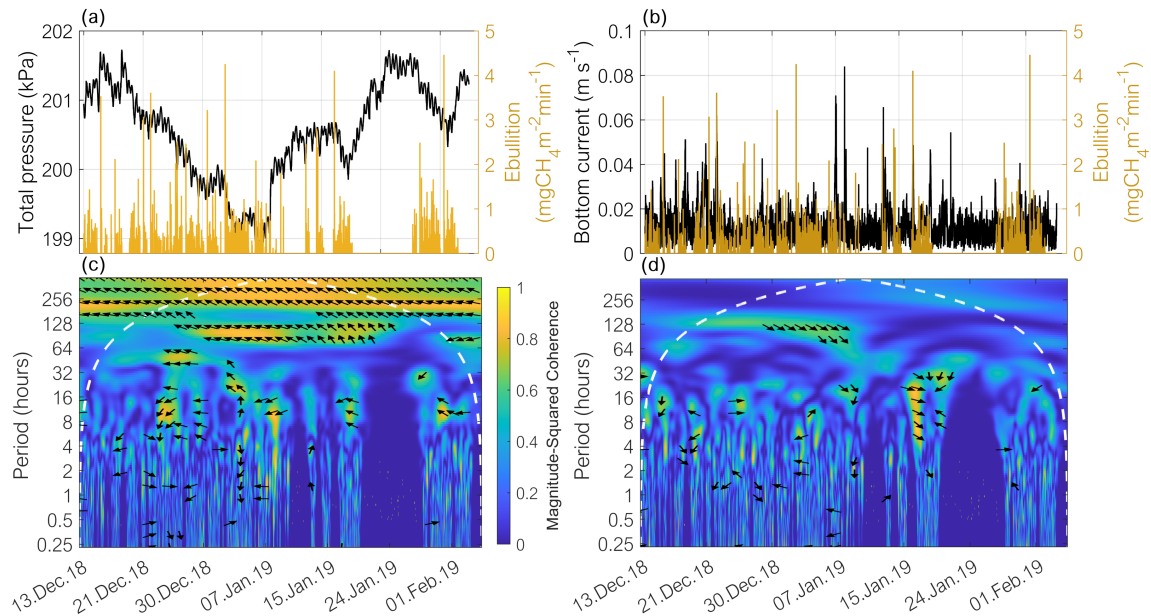 (a)
202
201
200
199
Total pressure (kPa)
5
4
3
2
1
0
Ebullition
(mgCH4m-2min-1)
(b)
0.1
0.08
0.06
0.04
0.02
0
Bottom current (m s-1)
5
4
3
2
1
0
Ebullition
(mgCH4m-2min-1)
(c)
256
128
64
32
16
8
4
2
1
0.5
0.25
Period (hours)
13.Dec.18
21.Dec.18
30.Dec.18
07.Jan.19
15.Jan.19
24.Jan.19
01.Feb.19
1
0.8
0.6
0.4
0.2
0
Magnitude-Squared Coherence
(d)
256
128
64
32
16
8
4
2
1
0.5
0.25
Period (hours)
13.Dec.18
21.Dec.18
30.Dec.18
07.Jan.19
15.Jan.19
24.Jan.19
01.Feb.19